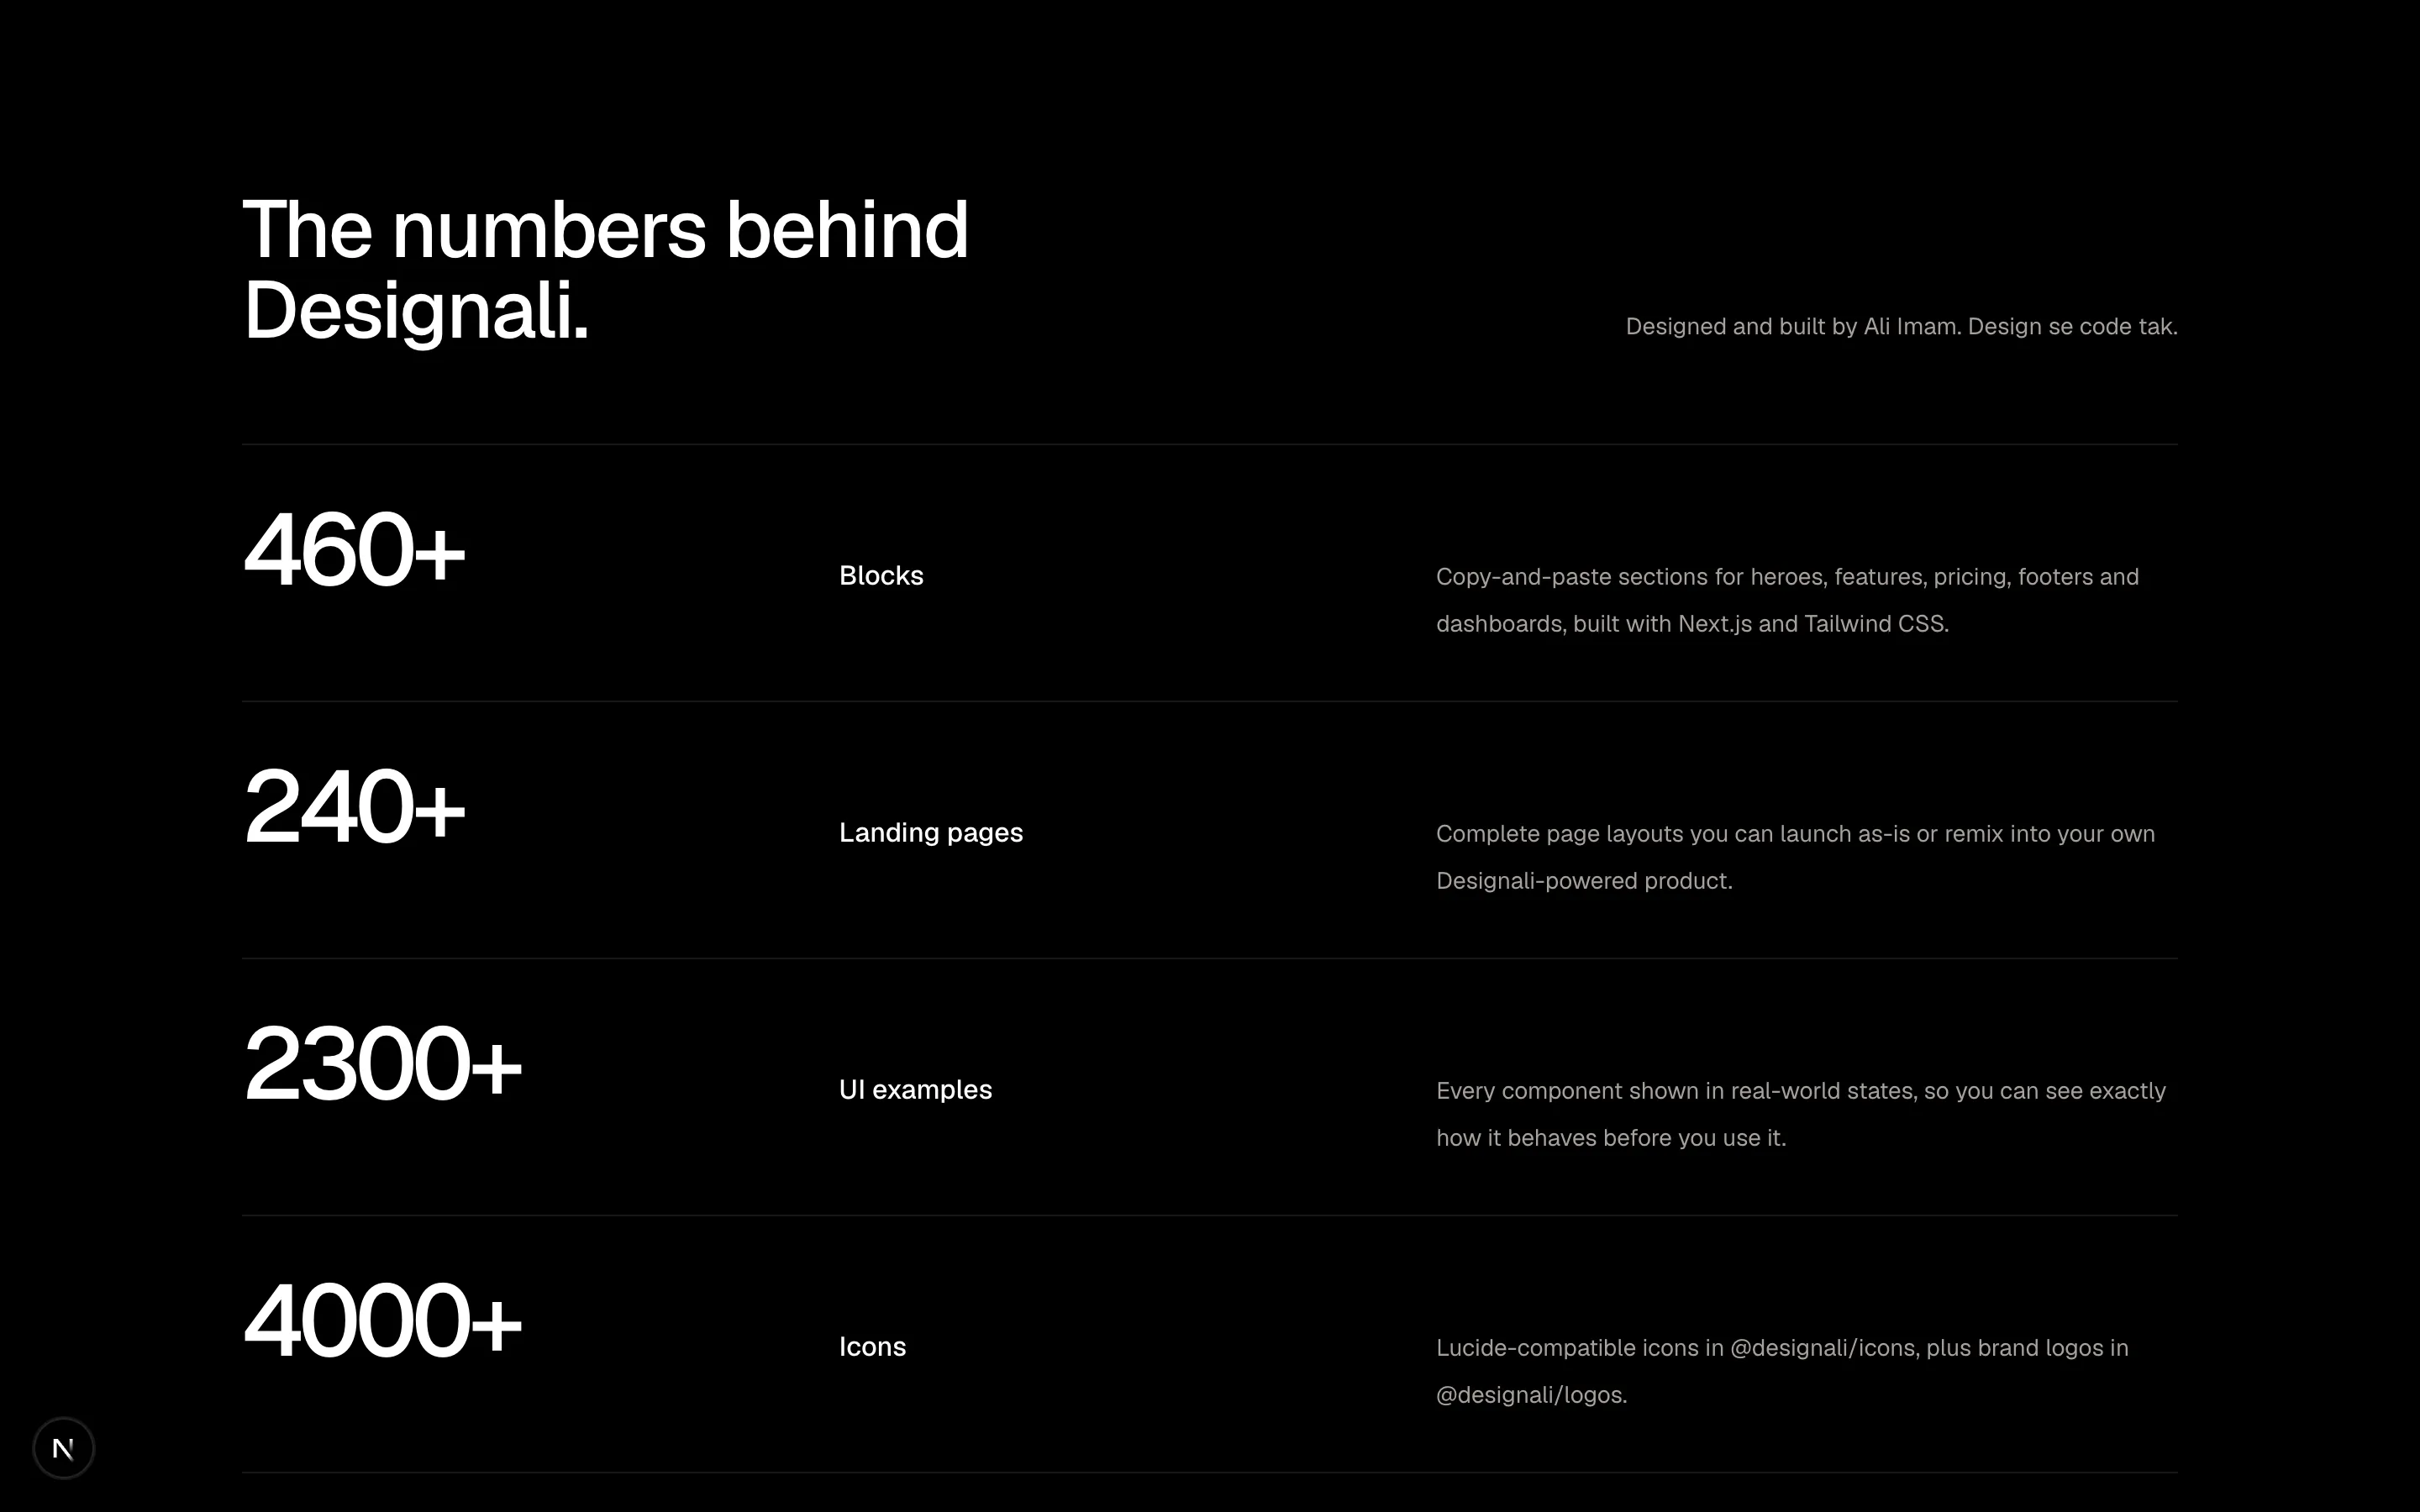 The numbers behind
Designali.
Designed and built by Ali Imam. Design se code tak.
460+
Blocks
Copy-and-paste sections for heroes, features, pricing, footers and
dashboards, built with Next.js and Tailwind CSS.
240+
Landing pages
Complete page layouts you can launch as-is or remix into your own
Designali-powered product.
2300+
UI examples
Every component shown in real-world states, so you can see exactly
how it behaves before you use it.
4000+
Icons
Lucide-compatible icons in @designali/icons, plus brand logos in
@designali/logos.
N